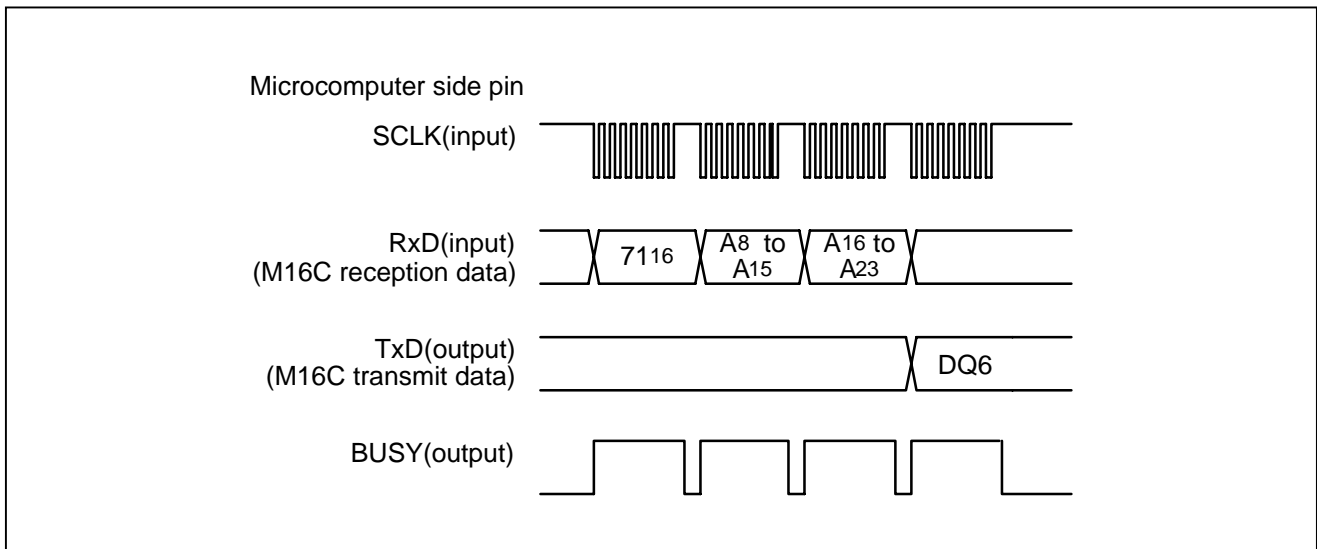 Microcomputer side pin
SCLK(input)
RxD(input)
(M16C reception data)
7116
A8 to
A15
A16 to
A23
TxD(output)
(M16C transmit data)
DQ6
BUSY(output)